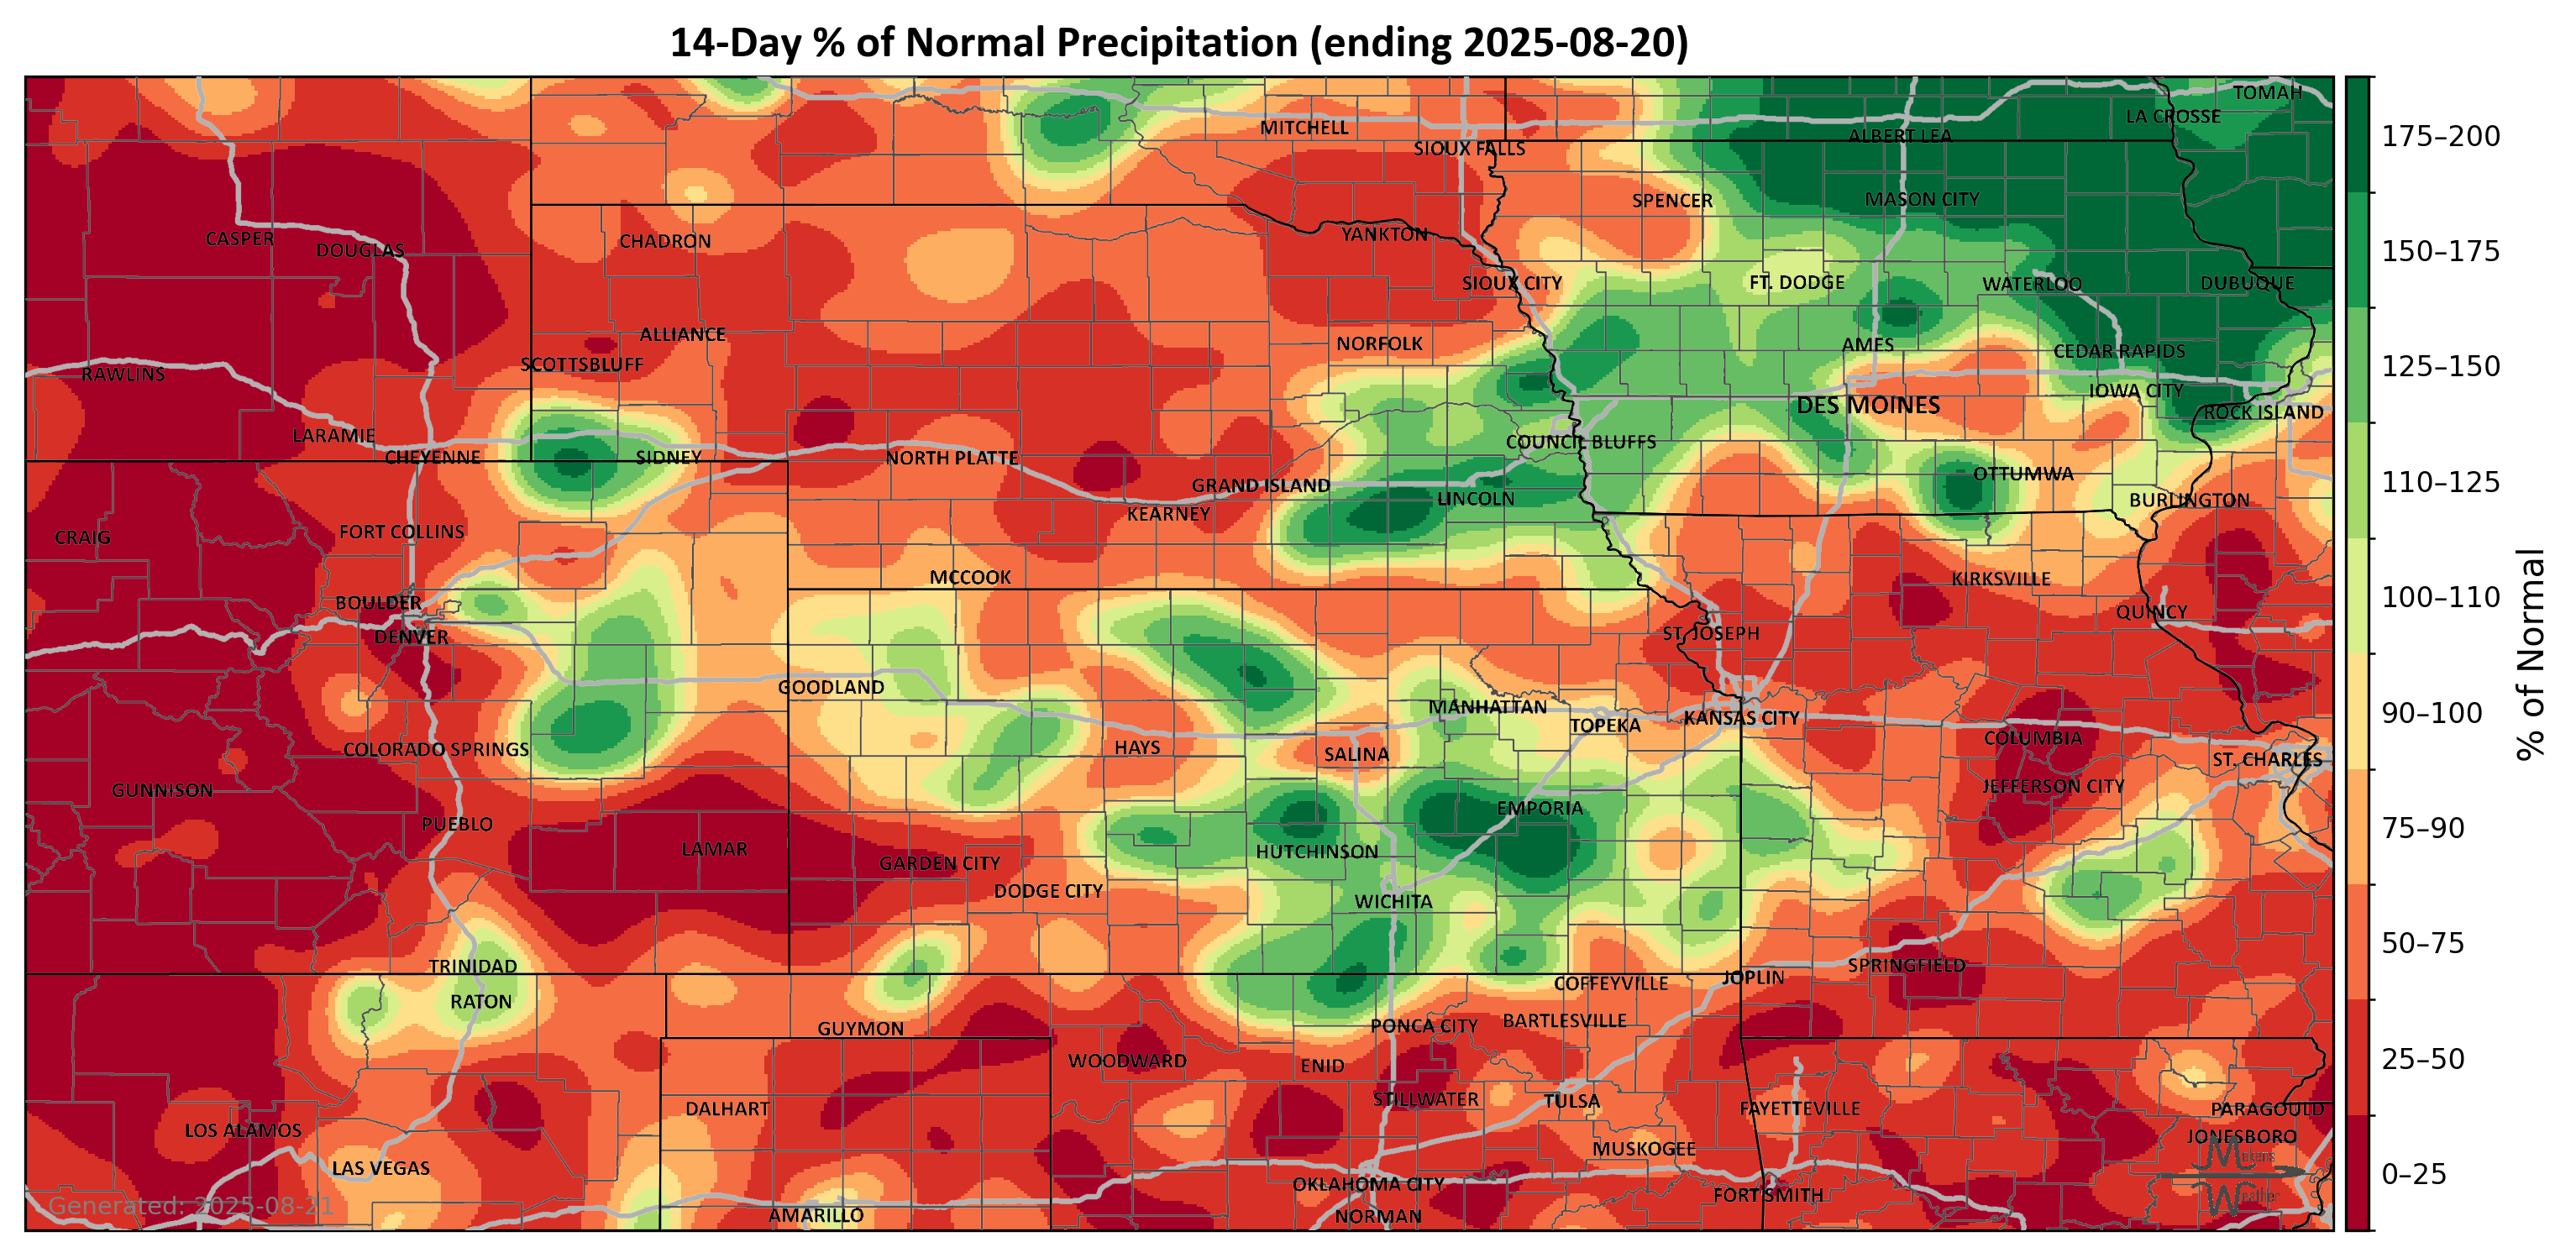 14-Day % of Normal Precipitation (ending 2025-08-20)
TOMAH
LA CROSSE
MITCHELL
ALBERT LEA
SIOUX FALLS
SPENCER
MASON CITY
CASPER
DOUGLAS
CHADRON
YANKTON
SIOUX CITY
FT. DODGE
WATERLOO
DUBUQUE
ALLIANCE
NORFOLK
AMES
CEDAR RAPIDS
SCOTTSBLUFF
RAWLINS
IOWA CITY
DES MOINES
ROCK ISLAND
LARAMIE
COUNCIL BLUFFS
CHEYENNE
SIDNEY
NORTH PLATTE
OTTUMWA
GRAND ISLAND
LINCOLN
BURLINGTON
KEARNEY
CRAIG
FORT COLLINS
MCCOOK
KIRKSVILLE
BOULDER
QUINCY
DENVER
ST. JOSEPH
GOODLAND
MANHATTAN
TOPEKA
KANSAS CITY
COLUMBIA
COLORADO SPRINGS
HAYS
SALINA
ST. CHARLES
GUNNISON
JEFFERSON CITY
EMPORIA
PUEBLO
LAMAR
HUTCHINSON
GARDEN CITY
DODGE CITY
WICHITA
TRINIDAD
SPRINGFIELD
JOPLIN
COFFEYVILLE
RATON
GUYMON
PONCA CITY
BARTLESVILLE
WOODWARD
ENID
STILLWATER
TULSA
DALHART
FAYETTEVILLE
PARAGOULD
LOS ALAMOS
JONESBORO
MUSKOGEE
LAS VEGAS
OKLAHOMA CITY
FORT SMITH
AMARILLO
NORMAN
Makens
Weather
Generated: 2025-08-21
175–200
150–175
125–150
110–125
100–110
90–100
75–90
50–75
25–50
0–25
% of Normal